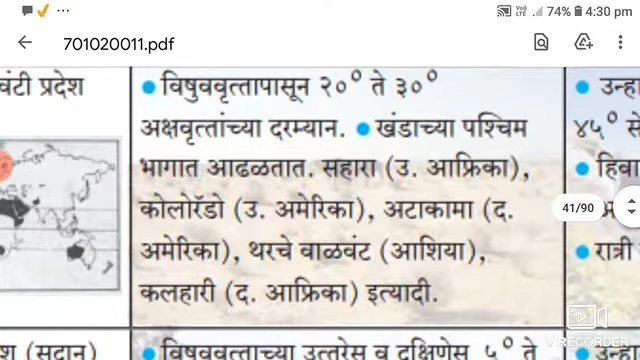 74% 4:30 pm
701020011.pdf
वंटी प्रदेश
• विषुववृत्तापासून २०° ते ३०°
अक्षवृत्तांच्या दरम्यान. • खंडाच्या पश्चिम
भागात आढळतात. सहारा (उ. आफ्रिका),
कोलोरॅडो (उ. अमेरिका), अटाकामा (द.
अमेरिका), थरचे वाळवंट (आशिया),
कलहारी (द. आफ्रिका) इत्यादी.
• उन्हा
४५° से
• हिवा
• रात्री
41/90
V RECORDER
श (सुदान)
• विषुववृत्ताच्या उत्तरेस व दक्षिणेस ५° ते
• उन्हा